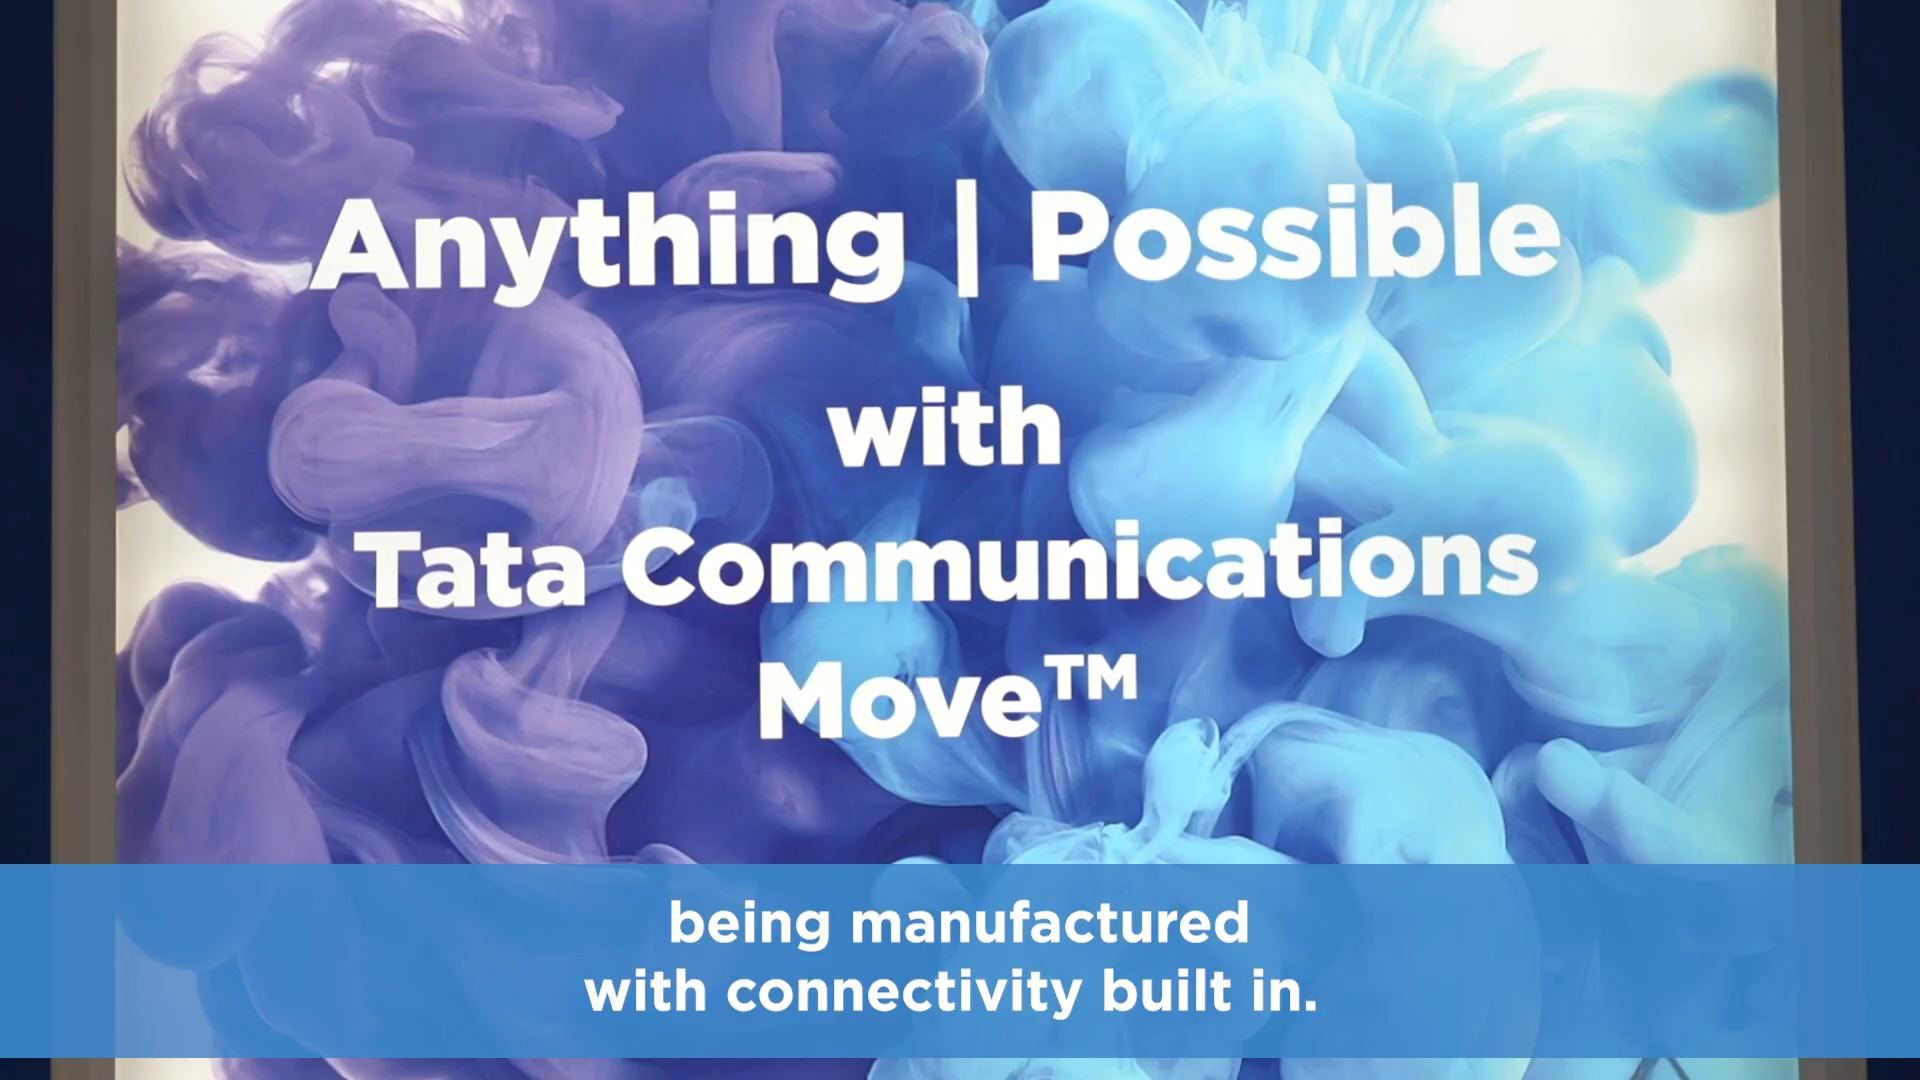 Anything | Possible
with
Tata Communications
Move™
being manufactured
with connectivity built in.